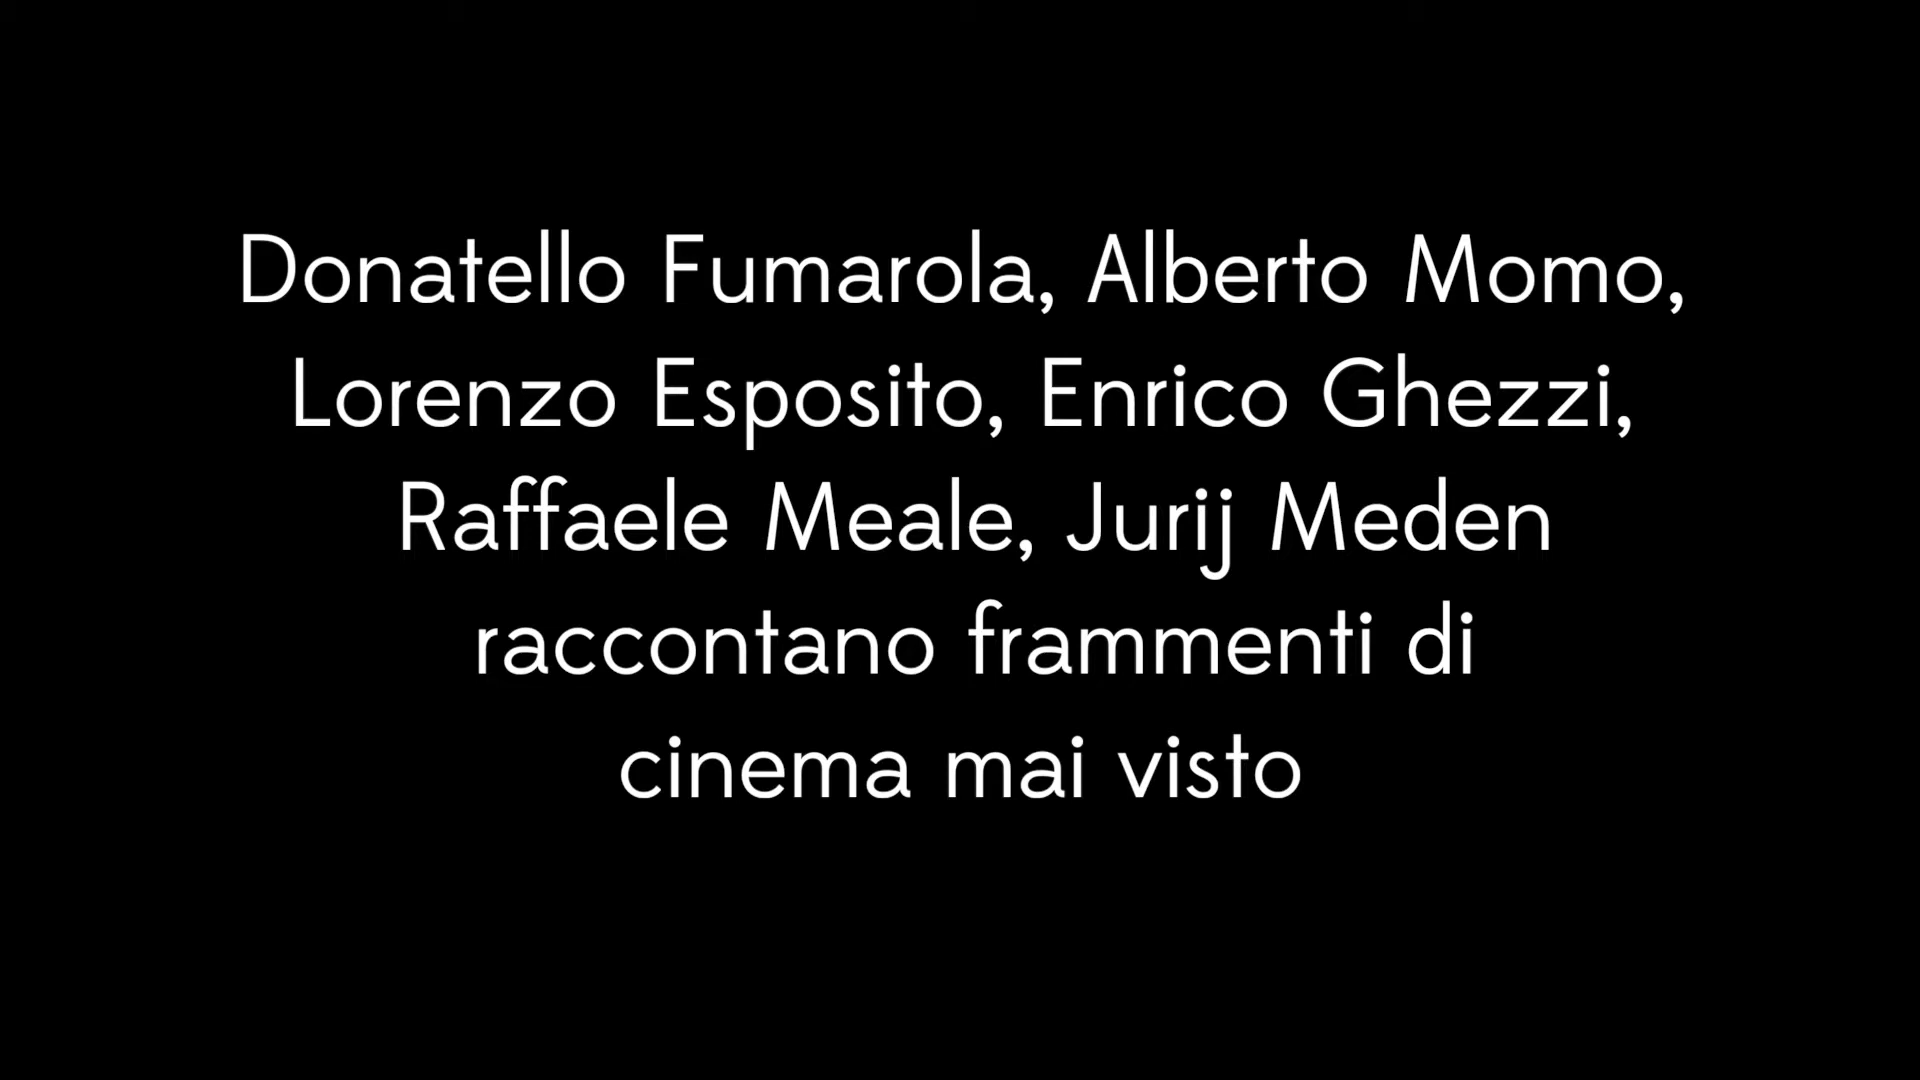 Donatello Fumarola, Alberto Momo,
Lorenzo Esposito, Enrico Ghezzi,
Raffaele Meale, Jurij Meden
raccontano frammenti di
cinema mai visto